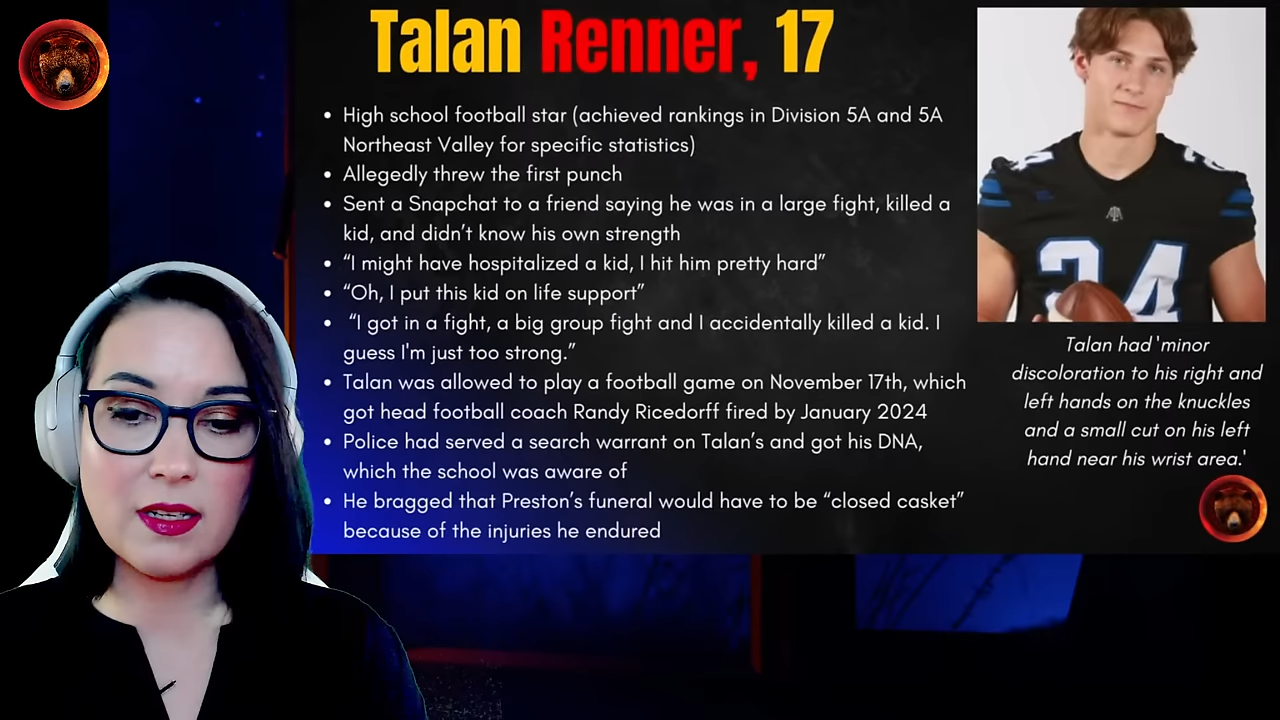 Talan Renner, 17
• High school football star (achieved rankings in Division 5A and 5A
Northeast Valley for specific statistics)
• Allegedly threw the first punch
• Sent a Snapchat to a friend saying he was in a large fight, killed a
kid, and didn’t know his own strength
• “I might have hospitalized a kid, I hit him pretty hard”
• “Oh, I put this kid on life support”
• “I got in a fight, a big group fight and I accidentally killed a kid. I
guess I'm just too strong.”
• Talan was allowed to play a football game on November 17th, which
got head football coach Randy Ricedorff fired by January 2024
• Police had served a search warrant on Talan’s and got his DNA,
which the school was aware of
• He bragged that Preston’s funeral would have to be “closed casket”
because of the injuries he endured
24
34
Talan had 'minor
discoloration to his right and
left hands on the knuckles
and a small cut on his left
hand near his wrist area.'